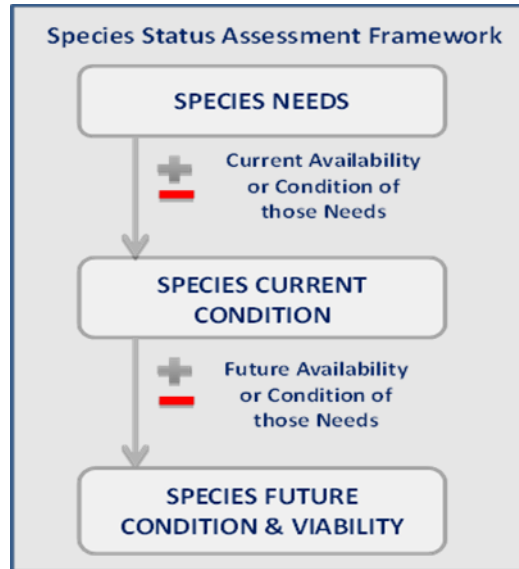 Species Status Assessment Framework
SPECIES NEEDS
Current Availability
or Condition of
those Needs
SPECIES CURRENT
CONDITION
Future Availability
or Condition of
those Needs
SPECIES FUTURE
CONDITION & VIABILITY